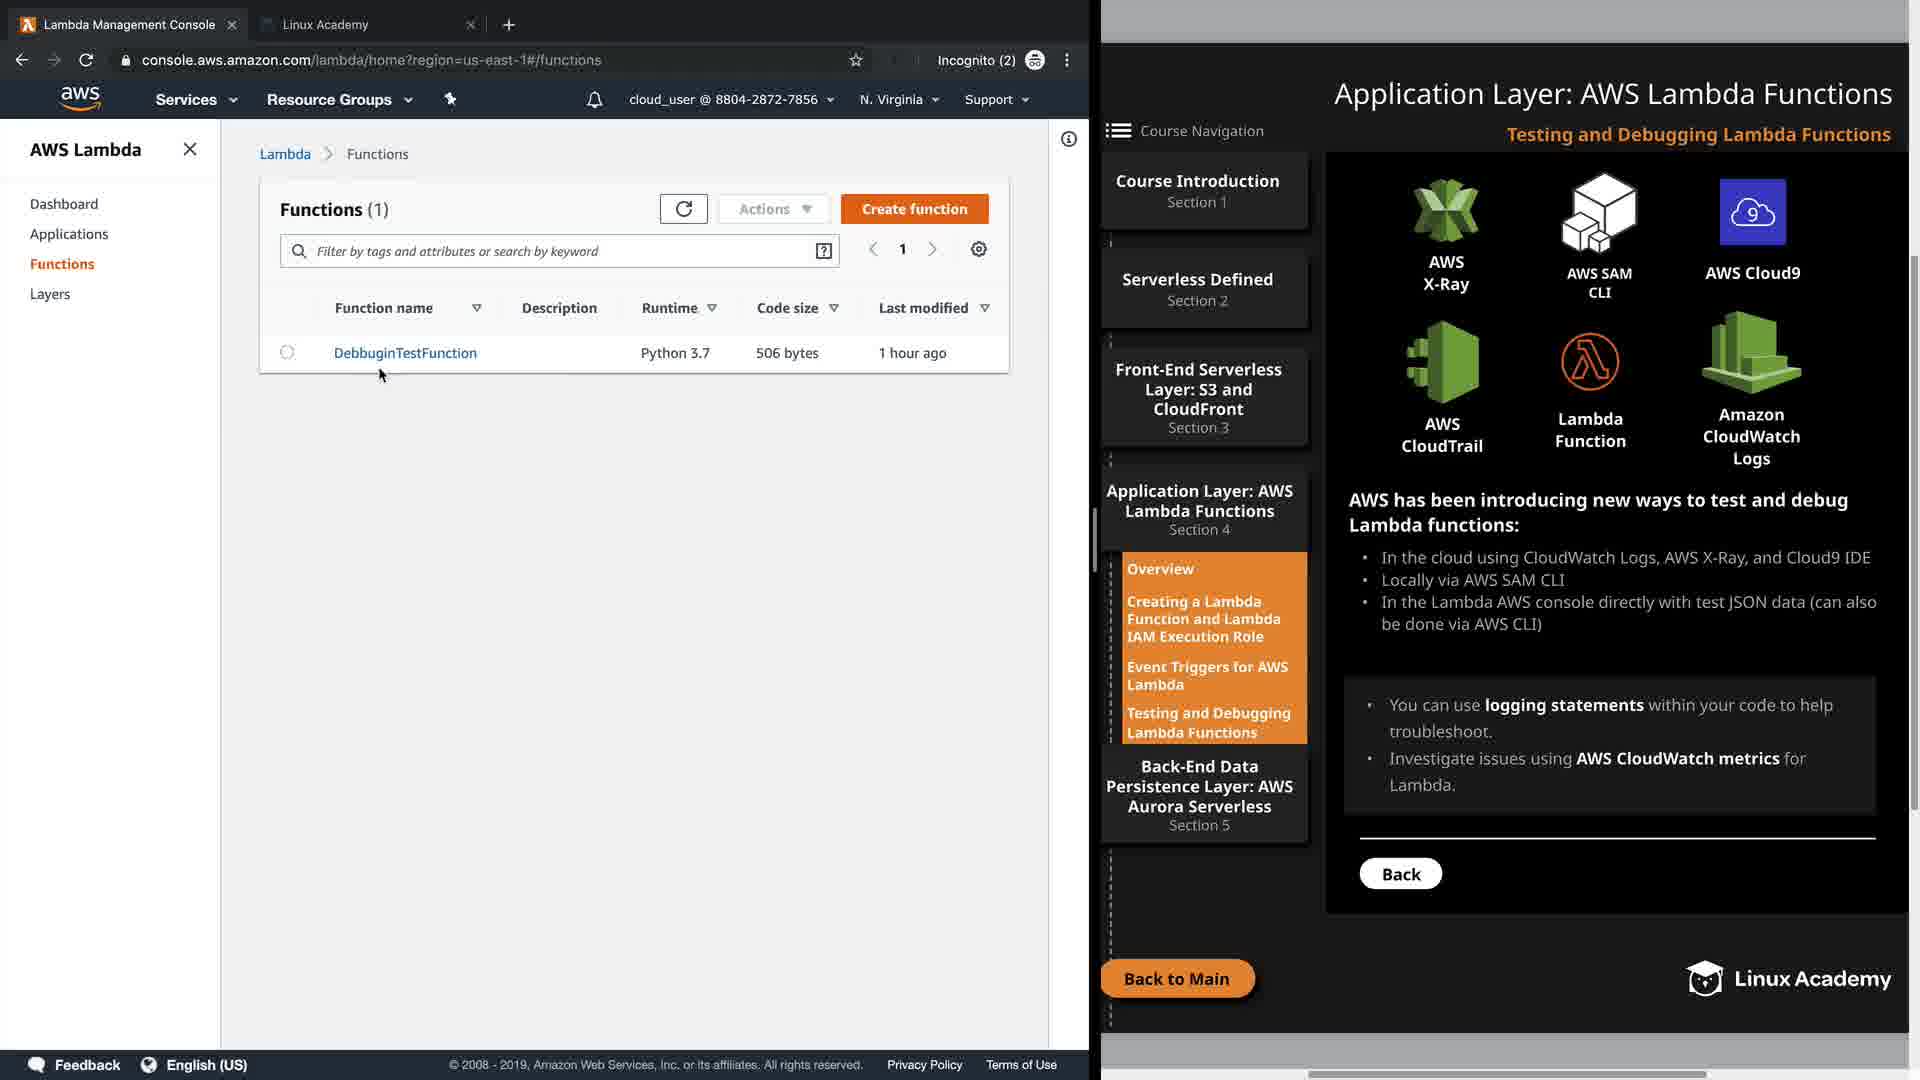 Lambda Management Console
Linux Academy
console.aws.amazon.com/lambda/home?region=us-east-1#/functions
Incognito (2)
aws
Services
Resource Groups
cloud_user @ 8804-2872-7856
N. Virginia
Support
AWS Lambda
Dashboard
Applications
Functions
Layers
Lambda
Functions
Functions (1)
Actions
Create function
Filter by tags and attributes or search by keyword
?
1
Function name
Description
Runtime
Code size
Last modified
DebbuginTestFunction
Python 3.7
506 bytes
1 hour ago
Feedback
English (US)
© 2008 - 2019, Amazon Web Services, Inc. or its affiliates. All rights reserved.
Privacy Policy
Terms of Use
Application Layer: AWS Lambda Functions
Testing and Debugging Lambda Functions
Course Navigation
Course Introduction
Section 1
Serverless Defined
Section 2
Front-End Serverless
Layer: S3 and
CloudFront
Section 3
Application Layer: AWS
Lambda Functions
Section 4
Overview
Creating a Lambda
Function and Lambda
IAM Execution Role
Event Triggers for AWS
Lambda
Testing and Debugging
Lambda Functions
Back-End Data
Persistence Layer: AWS
Aurora Serverless
Section 5
Back to Main
AWS
X-Ray
AWS SAM
CLI
9
AWS Cloud9
AWS
CloudTrail
Lambda
Function
Amazon
CloudWatch
Logs
AWS has been introducing new ways to test and debug
Lambda functions:
• In the cloud using CloudWatch Logs, AWS X-Ray, and Cloud9 IDE
• Locally via AWS SAM CLI
• In the Lambda AWS console directly with test JSON data (can also
be done via AWS CLI)
• You can use logging statements within your code to help
troubleshoot.
• Investigate issues using AWS CloudWatch metrics for
Lambda.
Back
Linux Academy